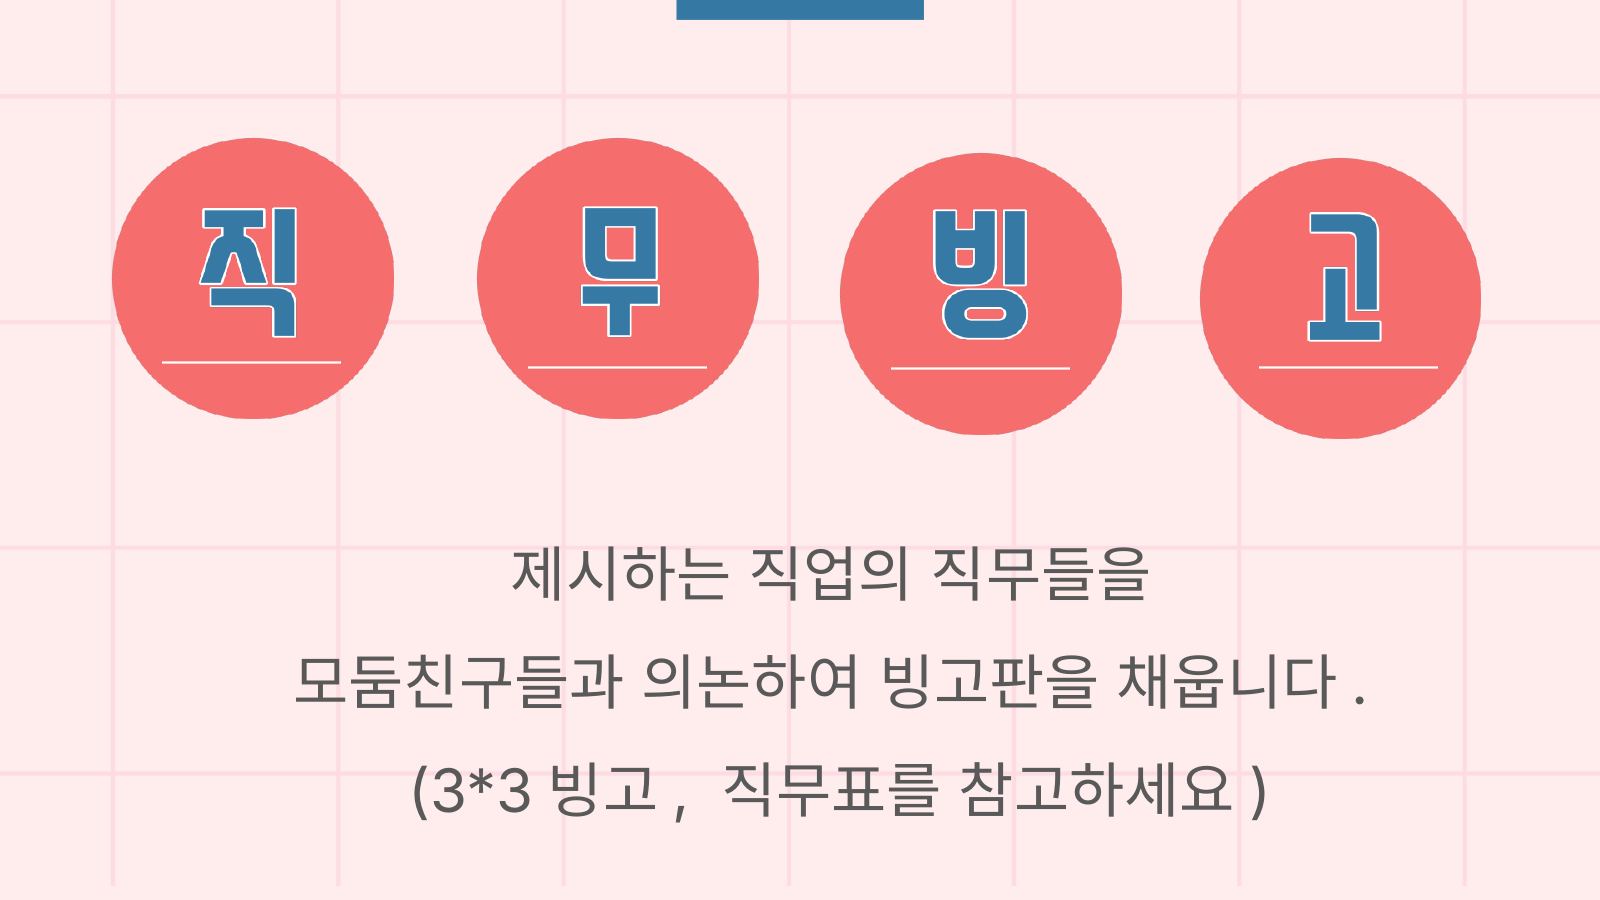 직 무 빙 고
제시하는 직업의 직무들을
모둠친구들과 의논하여 빙고판을 채웁니다 .
(3*3 빙고 ,  직무표를 참고하세요 )